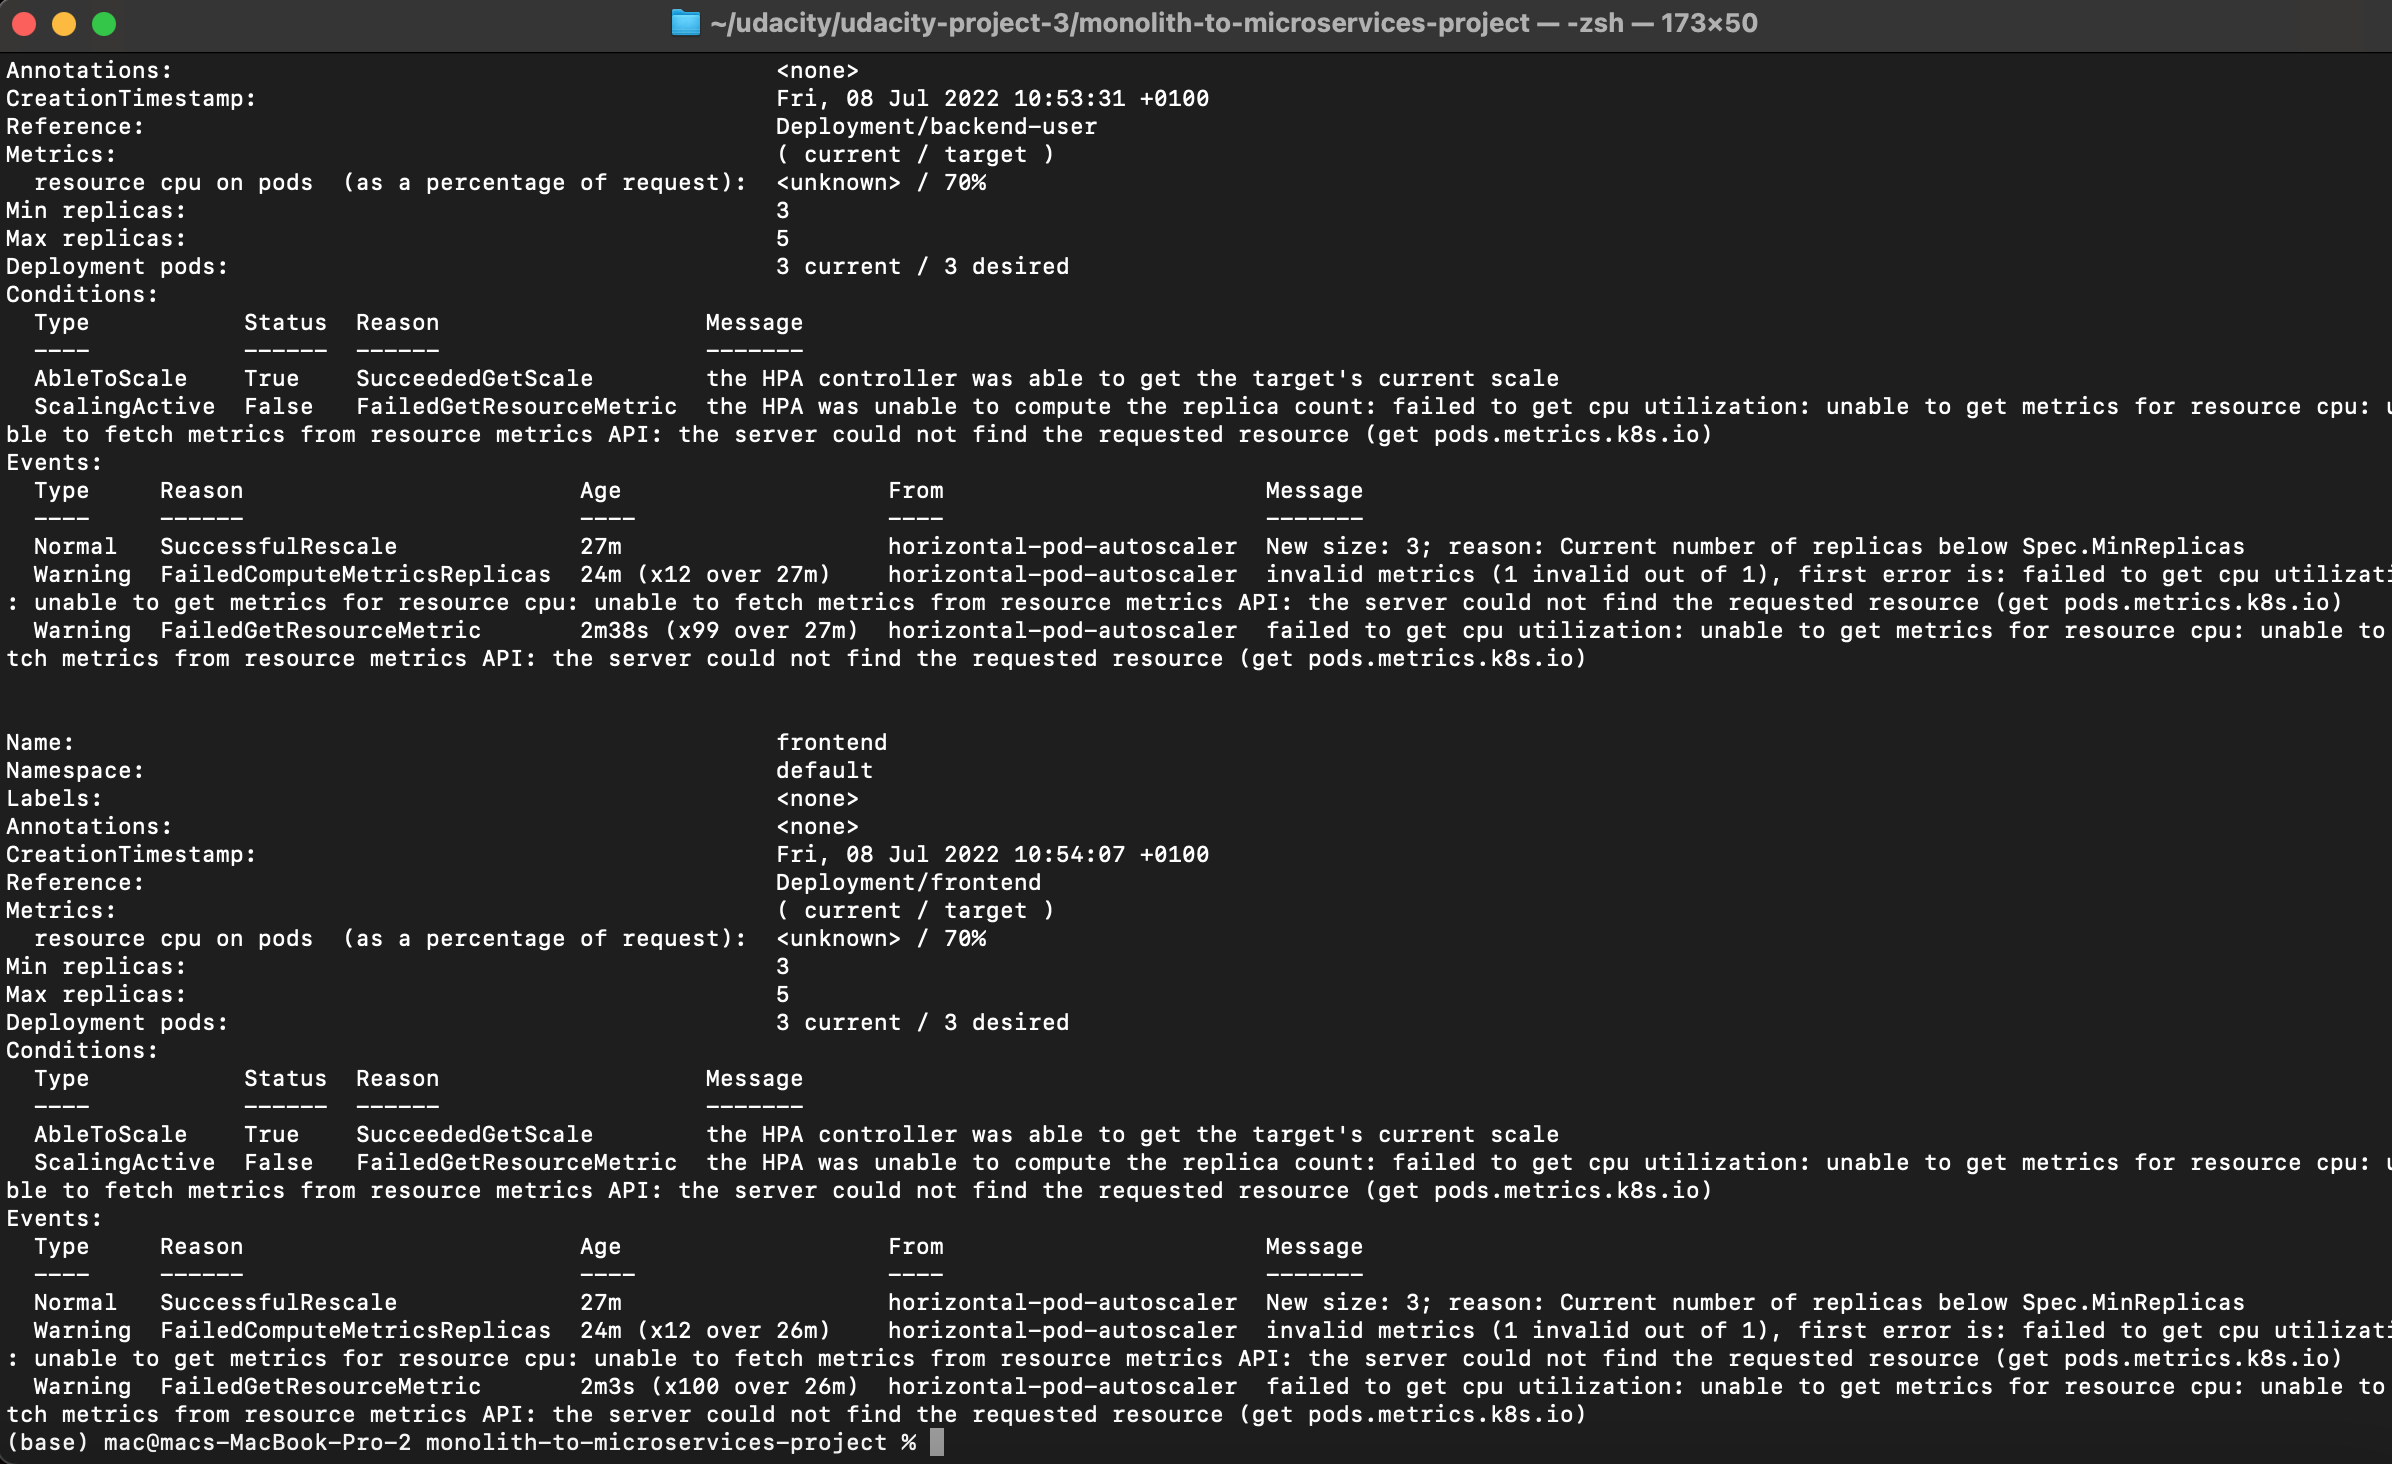 ~/udacity/udacity-project-3/monolith-to-microservices-project — -zsh — 173×50
Annotations: <none>
CreationTimestamp: Fri, 08 Jul 2022 10:53:31 +0100
Reference: Deployment/backend-user
Metrics: ( current / target )
  resource cpu on pods  (as a percentage of request):  <unknown> / 70%
Min replicas: 3
Max replicas: 5
Deployment pods: 3 current / 3 desired
Conditions:
  Type           Status  Reason                   Message
  ----           ------  ------                   -------
  AbleToScale    True    SucceededGetScale        the HPA controller was able to get the target's current scale
  ScalingActive  False   FailedGetResourceMetric  the HPA was unable to compute the replica count: failed to get cpu utilization: unable to get metrics for resource cpu:
ble to fetch metrics from resource metrics API: the server could not find the requested resource (get pods.metrics.k8s.io)
Events:
  Type     Reason                        Age                   From                       Message
  ----     ------                        ----                  ----                       -------
  Normal   SuccessfulRescale             27m                   horizontal-pod-autoscaler  New size: 3; reason: Current number of replicas below Spec.MinReplicas
  Warning  FailedComputeMetricsReplicas  24m (x12 over 27m)    horizontal-pod-autoscaler  invalid metrics (1 invalid out of 1), first error is: failed to get cpu utilizati
: unable to get metrics for resource cpu: unable to fetch metrics from resource metrics API: the server could not find the requested resource (get pods.metrics.k8s.io)
  Warning  FailedGetResourceMetric       2m38s (x99 over 27m)  horizontal-pod-autoscaler  failed to get cpu utilization: unable to get metrics for resource cpu: unable to
tch metrics from resource metrics API: the server could not find the requested resource (get pods.metrics.k8s.io)
Name: frontend
Namespace: default
Labels: <none>
Annotations: <none>
CreationTimestamp: Fri, 08 Jul 2022 10:54:07 +0100
Reference: Deployment/frontend
Metrics: ( current / target )
  resource cpu on pods  (as a percentage of request):  <unknown> / 70%
Min replicas: 3
Max replicas: 5
Deployment pods: 3 current / 3 desired
Conditions:
  Type           Status  Reason                   Message
  ----           ------  ------                   -------
  AbleToScale    True    SucceededGetScale        the HPA controller was able to get the target's current scale
  ScalingActive  False   FailedGetResourceMetric  the HPA was unable to compute the replica count: failed to get cpu utilization: unable to get metrics for resource cpu:
ble to fetch metrics from resource metrics API: the server could not find the requested resource (get pods.metrics.k8s.io)
Events:
  Type     Reason                        Age                   From                       Message
  ----     ------                        ----                  ----                       -------
  Normal   SuccessfulRescale             27m                   horizontal-pod-autoscaler  New size: 3; reason: Current number of replicas below Spec.MinReplicas
  Warning  FailedComputeMetricsReplicas  24m (x12 over 26m)    horizontal-pod-autoscaler  invalid metrics (1 invalid out of 1), first error is: failed to get cpu utilizati
: unable to get metrics for resource cpu: unable to fetch metrics from resource metrics API: the server could not find the requested resource (get pods.metrics.k8s.io)
  Warning  FailedGetResourceMetric       2m3s (x100 over 26m)  horizontal-pod-autoscaler  failed to get cpu utilization: unable to get metrics for resource cpu: unable to
tch metrics from resource metrics API: the server could not find the requested resource (get pods.metrics.k8s.io)
(base) mac@macs-MacBook-Pro-2 monolith-to-microservices-project %